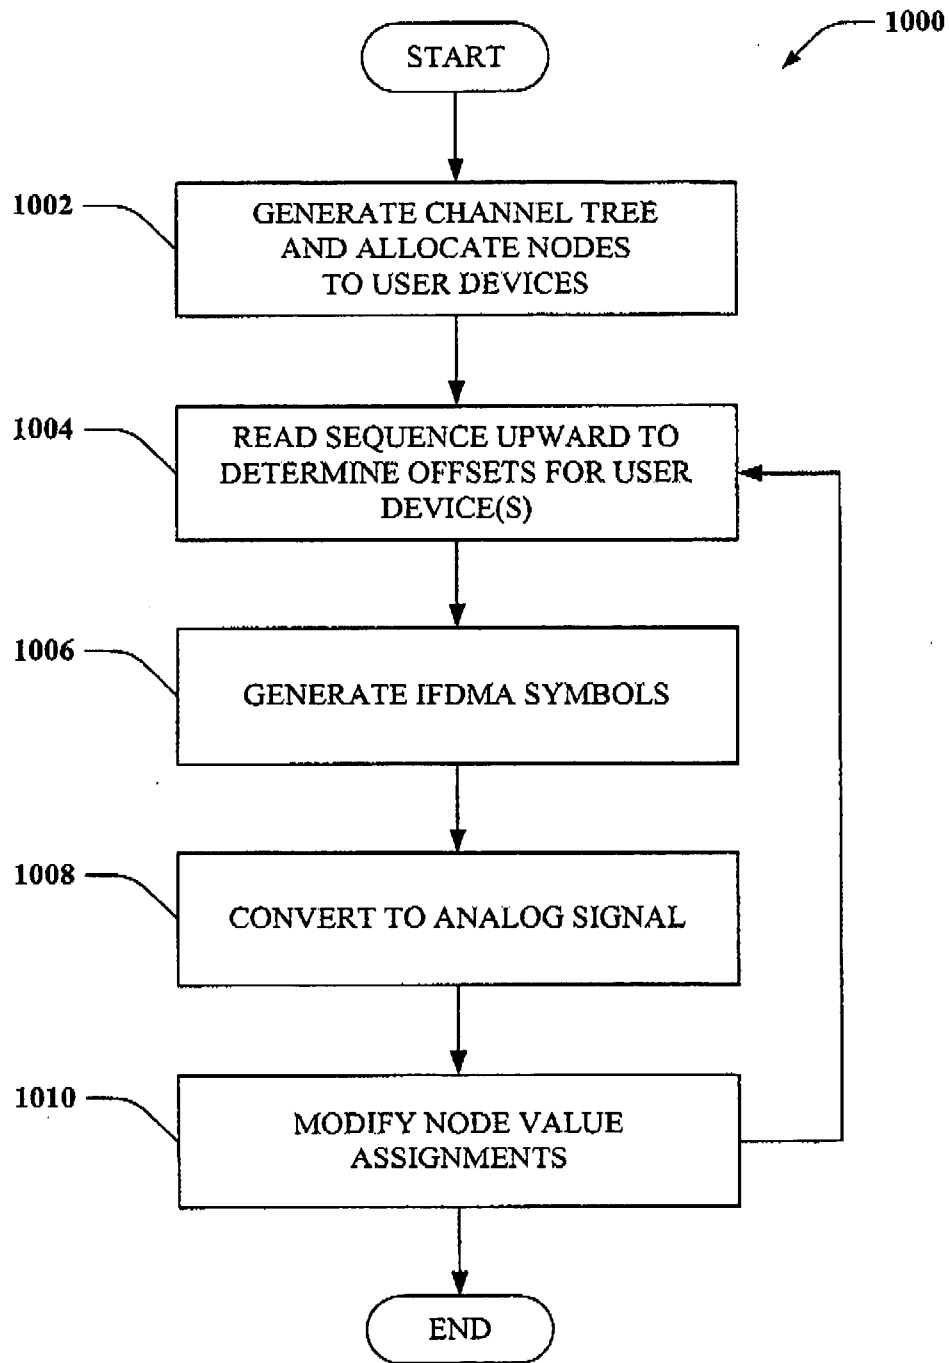 1000
START
1002
GENERATE CHANNEL TREE
AND ALLOCATE NODES
TO USER DEVICES
1004
READ SEQUENCE UPWARD TO
DETERMINE OFFSETS FOR USER
DEVICE(S)
1006
GENERATE IFDMA SYMBOLS
1008
CONVERT TO ANALOG SIGNAL
1010
MODIFY NODE VALUE
ASSIGNMENTS
END